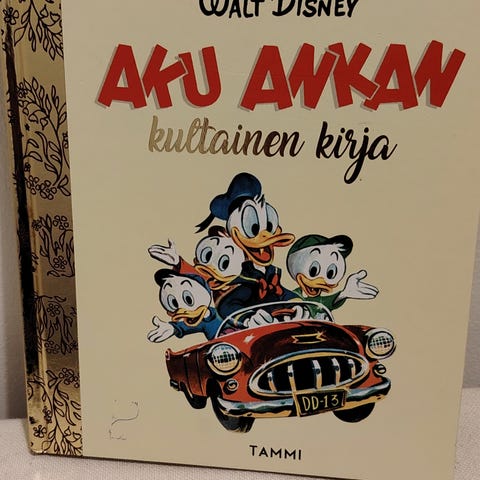 WALT DISNEY
AKU ANKAN
kultainen kirja
DD-13
TAMMI